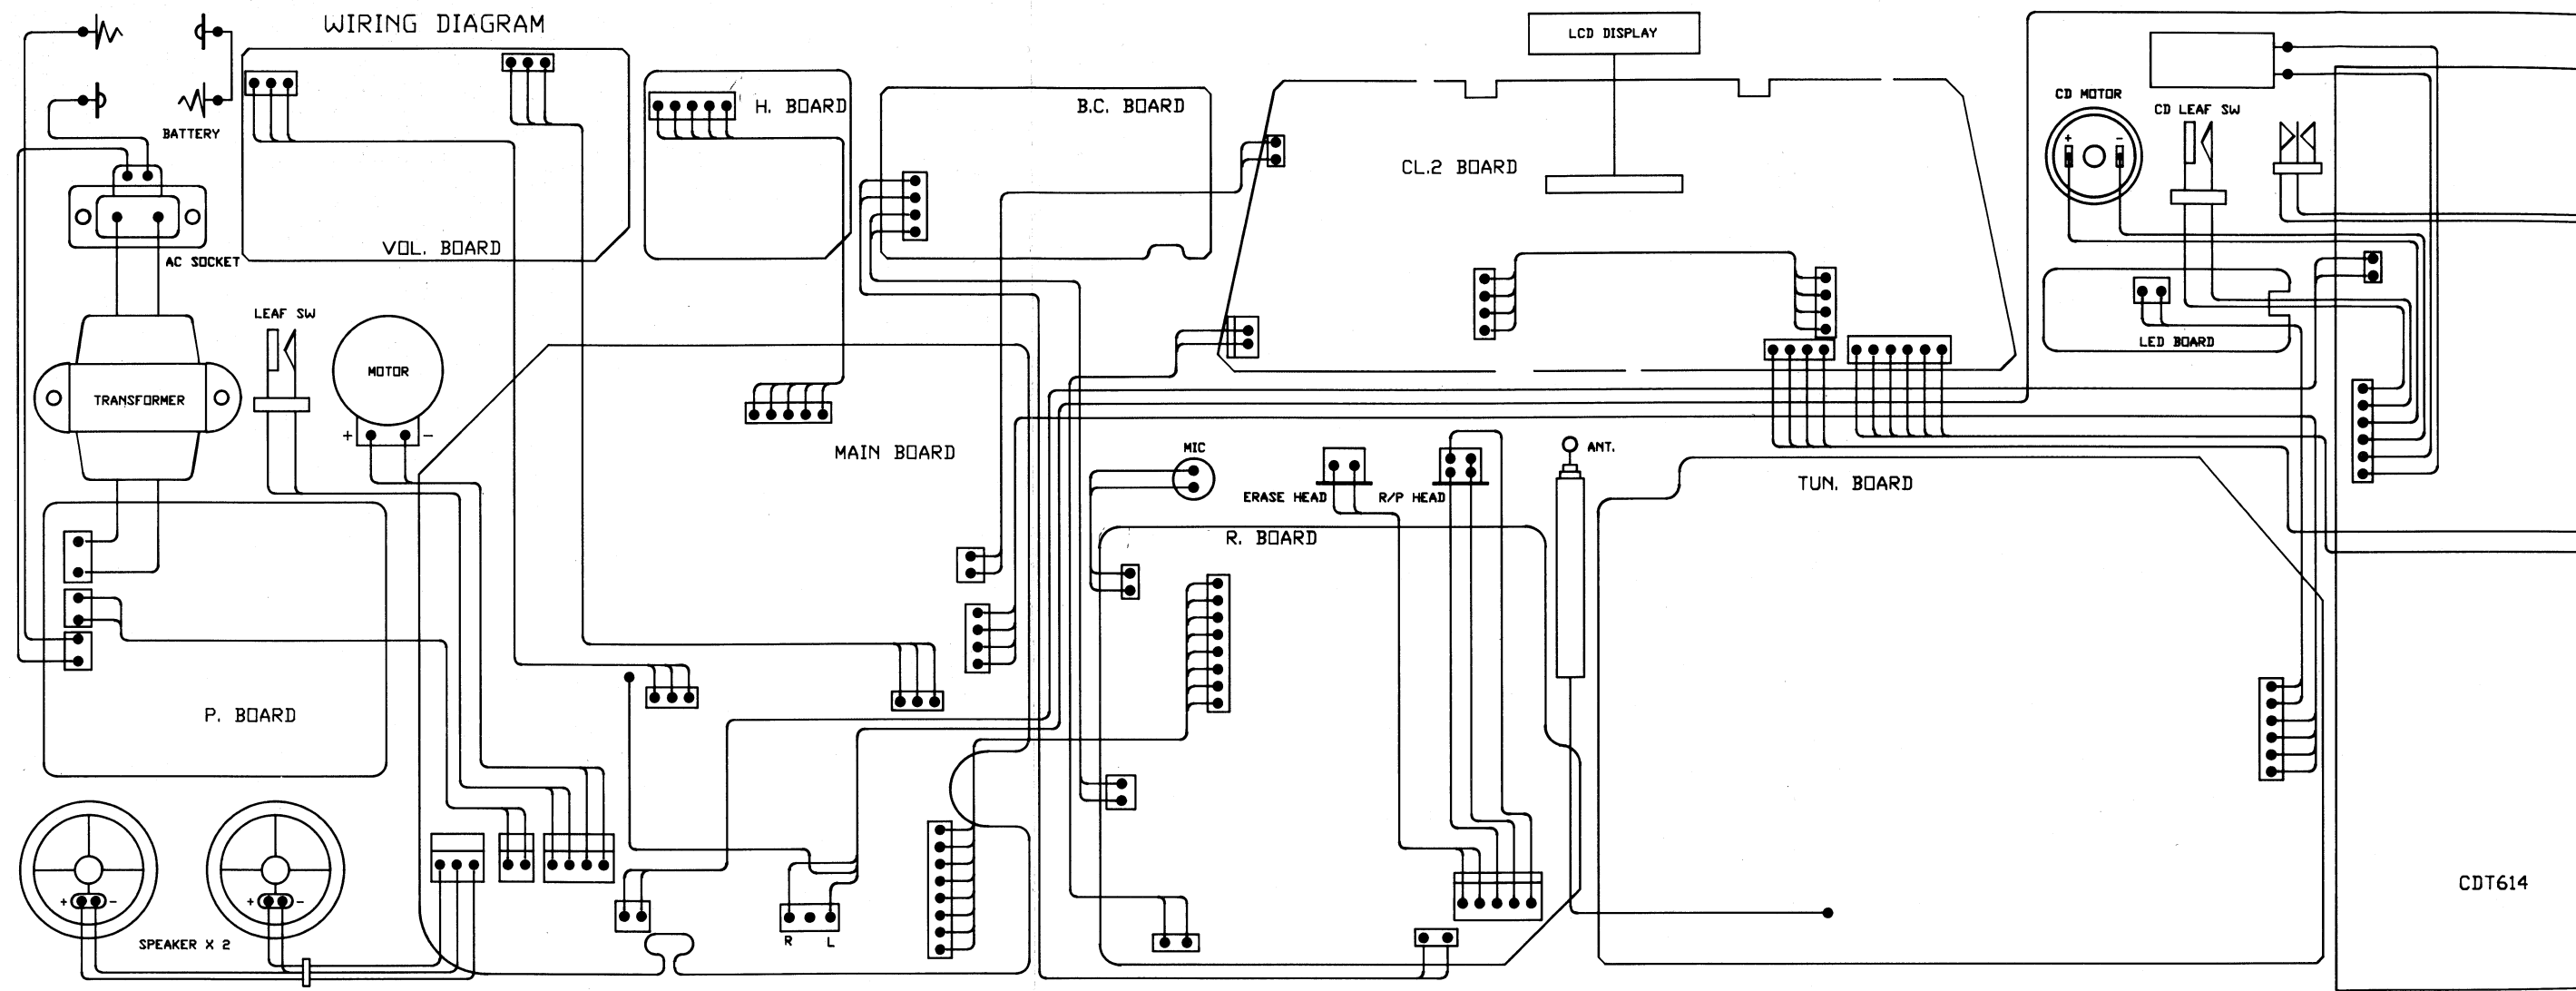 WIRING DIAGRAM
LCD DISPLAY
CD MOTOR
H. BOARD
B.C. BOARD
CD LEAF SW
BATTERY
+ -
CL.2 BOARD
VOL. BOARD
AC SOCKET
LEAF SW
LED BOARD
MOTOR
TRANSFORMER
+ -
MAIN BOARD
MIC
ANT.
TUN. BOARD
ERASE HEAD
R/P HEAD
R. BOARD
P. BOARD
CDT614
+ -
+ -
SPEAKER X 2
R L